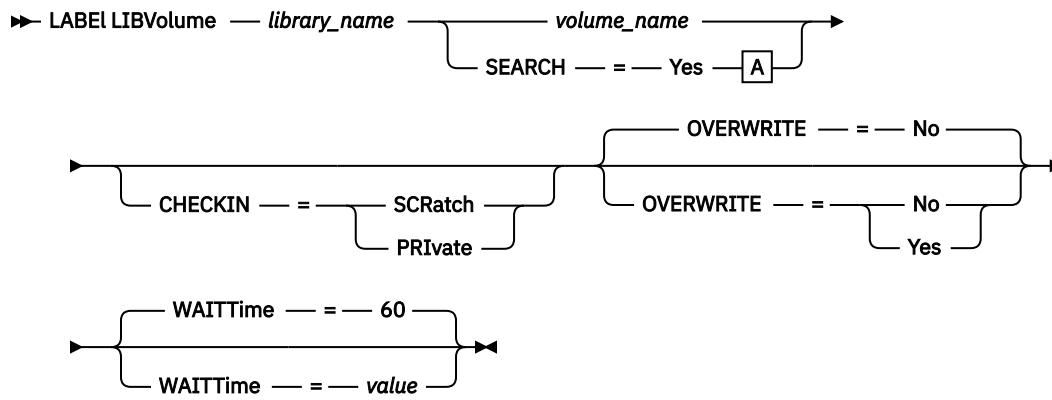 LABEl LIBVolume library_name volume_name
SEARCH = Yes A
OVERWRITE = No
CHECKIN = SCRatch OVERWRITE = No
PRIvate Yes
WAITTime = 60
WAITTime = value